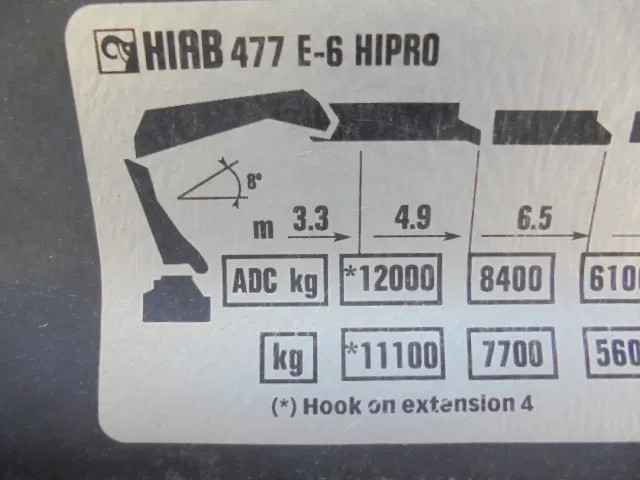 HIAB 477 E-6 HIPRO
8°
m 3.3 4.9 6.5
ADC kg *12000 8400 610
kg *11100 7700 560
(*) Hook on extension 4